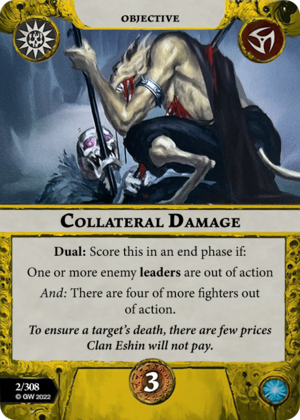 OBJECTIVE
COLLATERAL DAMAGE
Dual: Score this in an end phase if:
One or more enemy leaders are out of action
And: There are four of more fighters out
of action.
To ensure a target's death, there are few prices
Clan Eshin will not pay.
2/308
© GW 2022
3